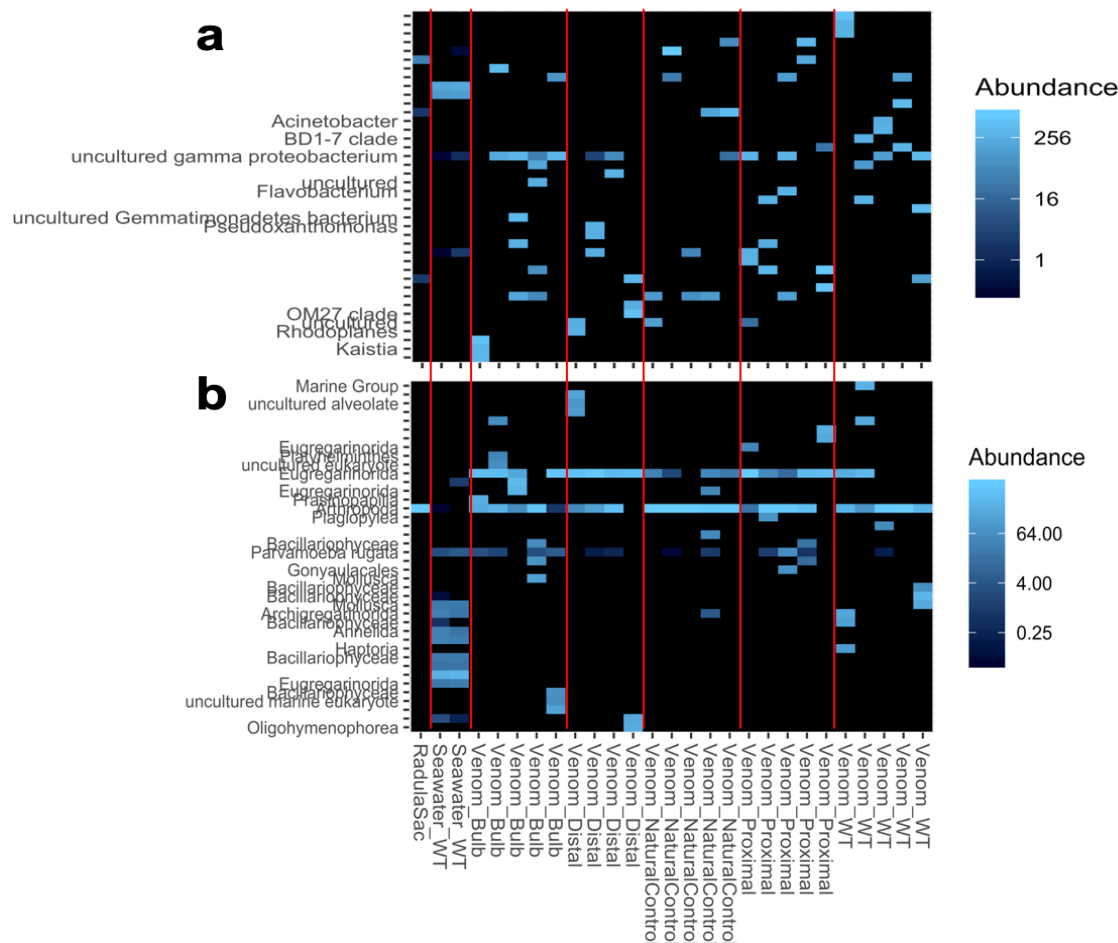 a
Acinetobacter
BD1-7 clade
uncultured gamma proteobacterium
uncultured
Flavobacterium
uncultured Gemmatimonadetes bacterium
Pseudoxanthomonas
OM27 clade
uncultured
Rhodoplanes
Kaistia
Abundance
256
16
1
b
Marine Group
uncultured alveolate
Eugregarinorida
Platyhelminthes
uncultured eukaryote
Eugregarinorida
Eugregarinorida
Prasinopapilla
Arthropoga
Plagiopylea
Bacillariophyceae
Parvamoeba rugata
Gonyaulacales
Mollusca
Bacillariophyceae
Bacillariophyceae
Mollusca
Archigregarinorida
Bacillariophyceae
Annelida
Haptoria
Bacillariophyceae
Eugregarinorida
Bacillariophyceae
uncultured marine eukaryote
Oligohymenophorea
Abundance
64.00
4.00
0.25
RadulaSac
Seawater_WT
Seawater_WT
Venom_Bulb
Venom_Bulb
Venom_Bulb
Venom_Bulb
Venom_Bulb
Venom_Distal
Venom_Distal
Venom_Distal
Venom_Distal
Venom_NaturalContro
Venom_NaturalContro
Venom_NaturalContro
Venom_NaturalContro
Venom_NaturalContro
Venom_Proximal
Venom_Proximal
Venom_Proximal
Venom_Proximal
Venom_Proximal
Venom_WT
Venom_WT
Venom_WT
Venom_WT
Venom_WT